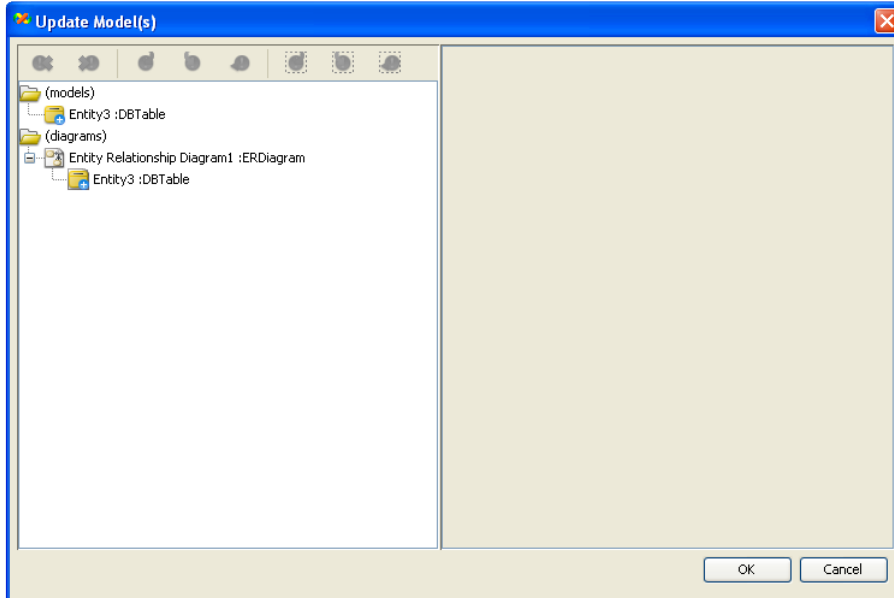 Update Model(s)
(models)
Entity3 :DBTable
(diagrams)
Entity Relationship Diagram1 :ERDiagram
Entity3 :DBTable
OK
Cancel